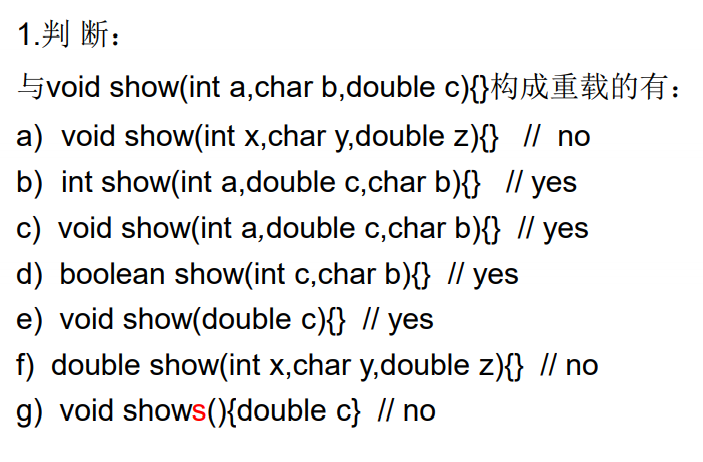 1.判 断：
与void show(int a,char b,double c){}构成重载的有：
a) void show(int x,char y,double z){} // no
b) int show(int a,double c,char b){} // yes
c) void show(int a,double c,char b){} // yes
d) boolean show(int c,char b){} // yes
e) void show(double c){} // yes
f) double show(int x,char y,double z){} // no
g) void shows(){double c} // no